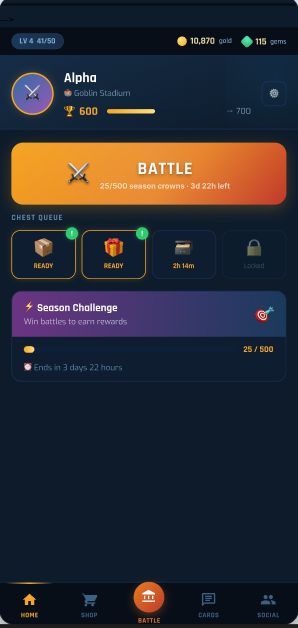 -->
LV 4 41/50
10,870 gold
115 gems
Alpha
Goblin Stadium
600
→ 700
BATTLE
25/500 season crowns · 3d 22h left
CHEST QUEUE
!
!
READY
READY
2h 14m
Locked
Season Challenge
Win battles to earn rewards
25 / 500
Ends in 3 days 22 hours
HOME
SHOP
BATTLE
CARDS
SOCIAL